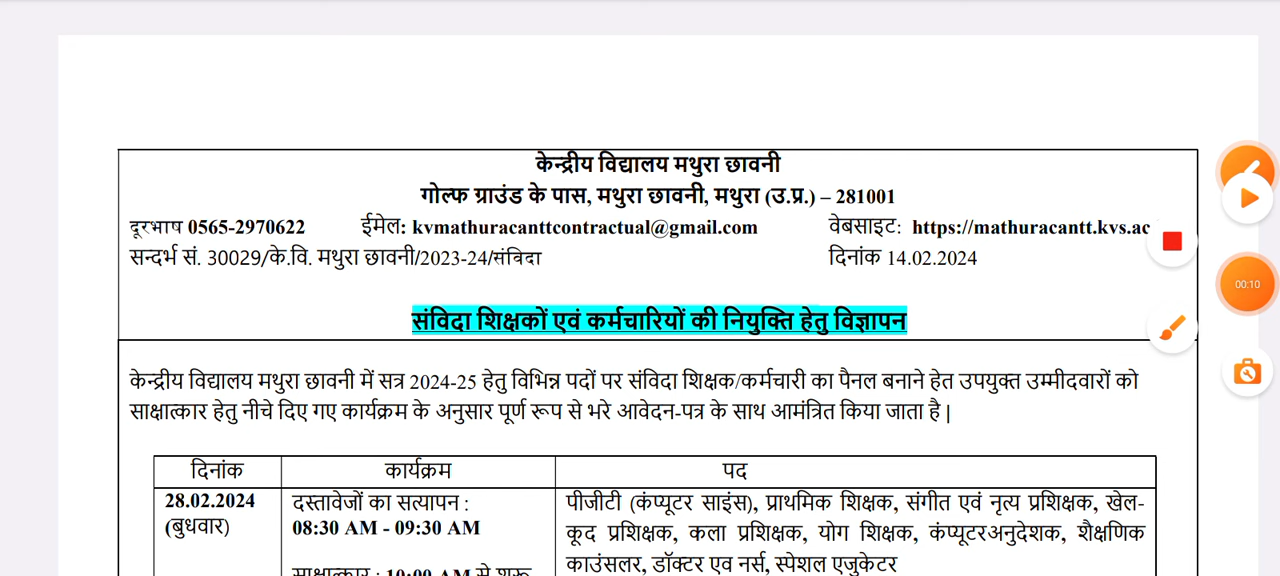 केन्द्रीय विद्यालय मथुरा छावनी
गोल्फ ग्राउंड के पास, मथुरा छावनी, मथुरा (उ.प्र.) – 281001
दूरभाष 0565-2970622 ईमेल: kvmathuracanttcontractual@gmail.com वेबसाइट: https://mathuracantt.kvs.ac
सन्दर्भ सं. 30029/के.वि. मथुरा छावनी/2023-24/संविदा दिनांक 14.02.2024
संविदा शिक्षकों एवं कर्मचारियों की नियुक्ति हेतु विज्ञापन
00:10
केन्द्रीय विद्यालय मथुरा छावनी में सत्र 2024-25 हेतु विभिन्न पदों पर संविदा शिक्षक/कर्मचारी का पैनल बनाने हेत उपयुक्त उम्मीदवारों को
साक्षात्कार हेतु नीचे दिए गए कार्यक्रम के अनुसार पूर्ण रूप से भरे आवेदन-पत्र के साथ आमंत्रित किया जाता है|
दिनांक कार्यक्रम पद
28.02.2024 दस्तावेजों का सत्यापन : पीजीटी (कंप्यूटर साइंस), प्राथमिक शिक्षक, संगीत एवं नृत्य प्रशिक्षक, खेल-
(बुधवार) 08:30 AM - 09:30 AM कूद प्रशिक्षक, कला प्रशिक्षक, योग शिक्षक, कंप्यूटरअनुदेशक, शैक्षणिक
काउंसलर, डॉक्टर एव नर्स, स्पेशल एजुकेटर
साक्षात्कार : 10:00 AM से शुरू